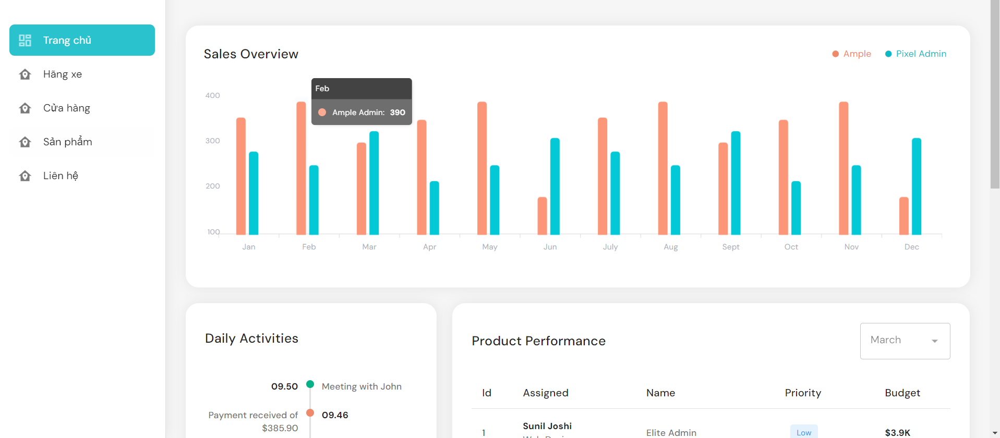 Trang chủ
Hãng xe
Cửa hàng
Sản phẩm
Liên hệ
Sales Overview
Ample
Pixel Admin
Feb
Ample Admin: 390
400
300
200
100
Jan Feb Mar Apr May Jun July Aug Sept Oct Nov Dec
Daily Activities
09.50 Meeting with John
Payment received of 09.46
$385.90
Product Performance
March
Id Assigned Name Priority Budget
Sunil Joshi
1 Elite Admin Low $3.9K